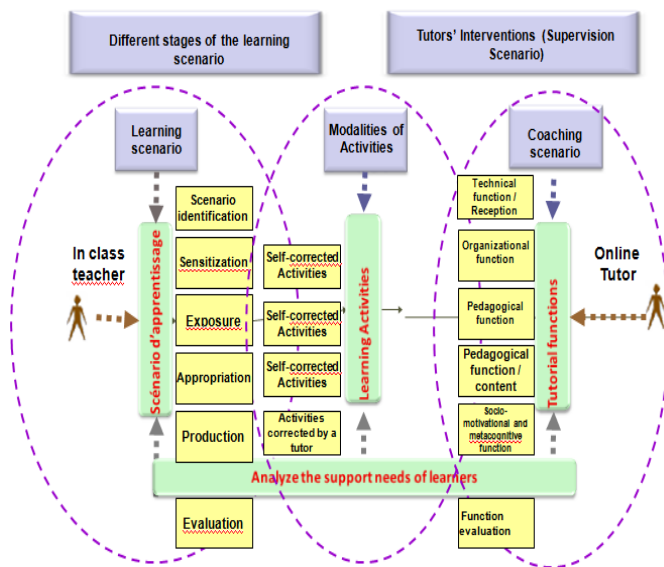 Different stages of the learning
scenario
Tutors' Interventions (Supervision
Scenario)
Learning
scenario
Modalities of
Activities
Coaching
scenario
Scenario
identification
Sensitization
Exposure
Appropriation
Production
Evaluation
In class
teacher
Scénario d'apprentissage
Self-corrected
Activities
Self-corrected
Activities
Self-corrected
Activities
Activities
corrected by a
tutor
Learning Activities
Technical
function /
Reception
Organizational
function
Pedagogical
function
Pedagogical
function /
content
Socio-
motivational and
metacognitive
function
Function
evaluation
Tutorial functions
Online
Tutor
Analyze the support needs of learners